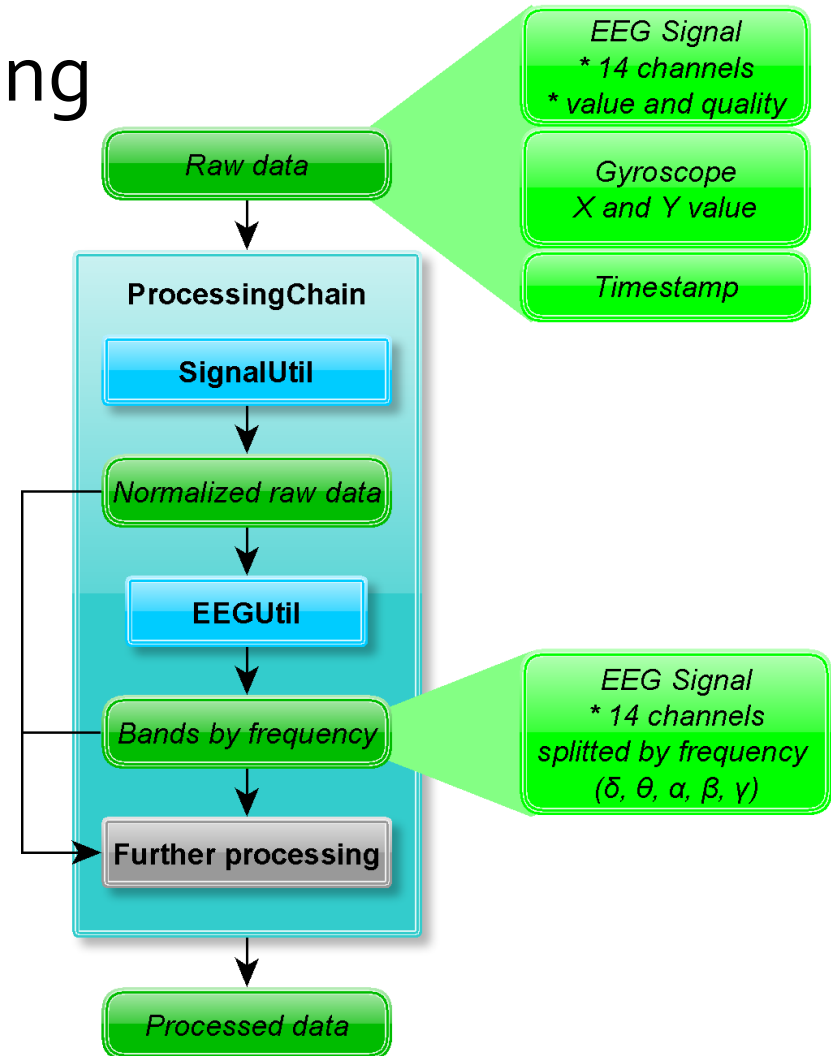 ng
EEG Signal
* 14 channels
* value and quality
Raw data
Gyroscope
X and Y value
Timestamp
ProcessingChain
SignalUtil
Normalized raw data
EEGUtil
Bands by frequency
EEG Signal
* 14 channels
splitted by frequency
(δ, θ, α, β, γ)
Further processing
Processed data